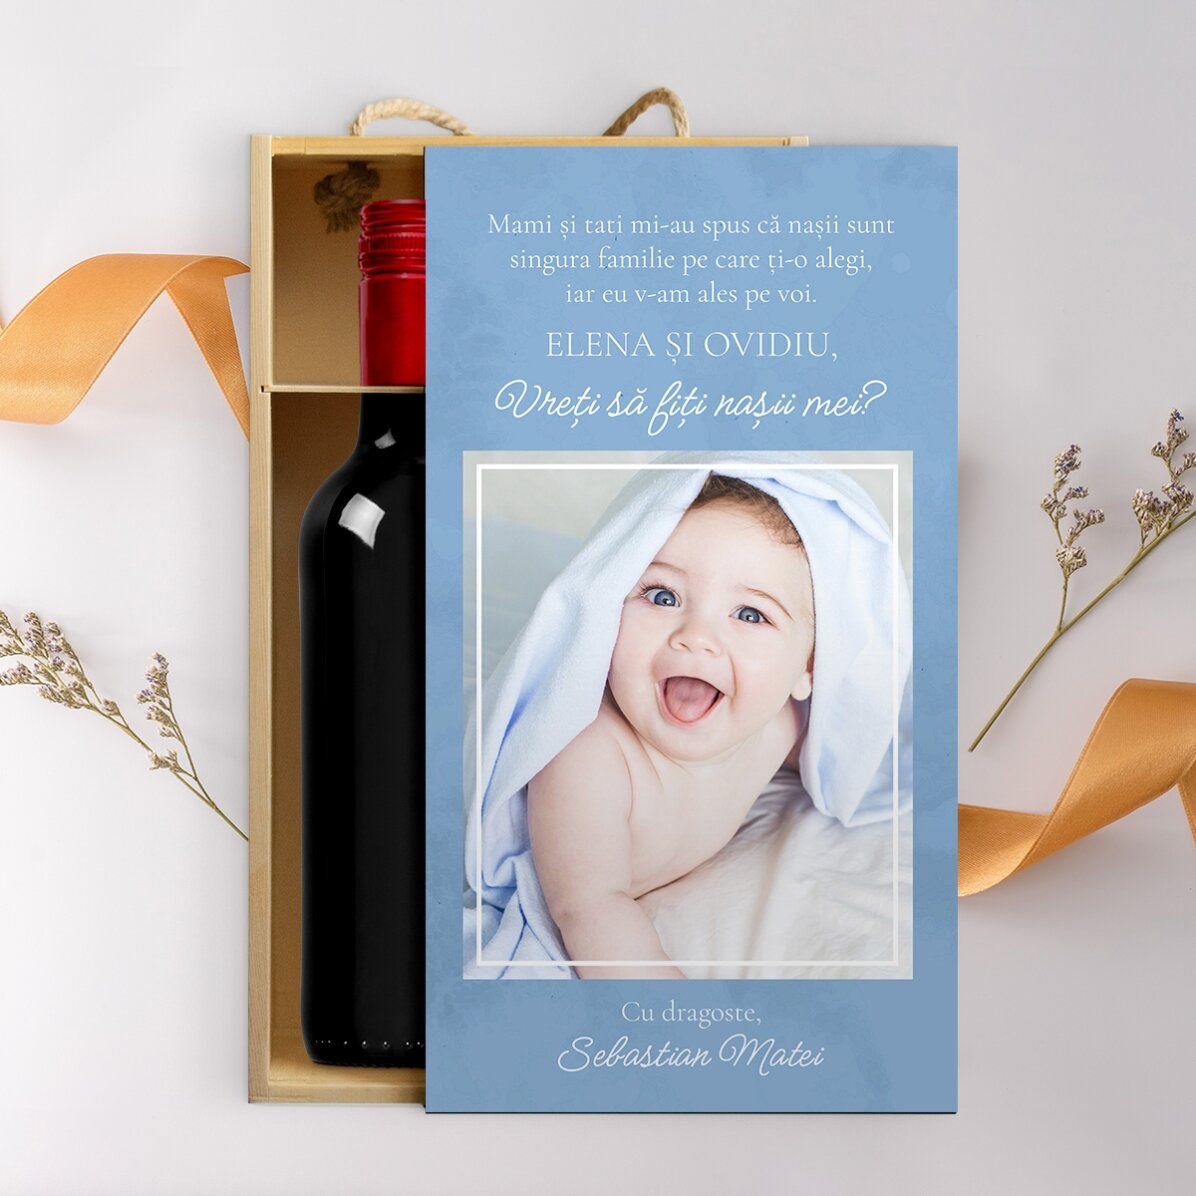 Mami și tati mi-au spus că nașii sunt
singura familie pe care ți-o alegi,
iar eu v-am ales pe voi.
ELENA ȘI OVIDIU,
Vreți să fiți nașii mei?
Cu dragoste,
Sebastian Matei